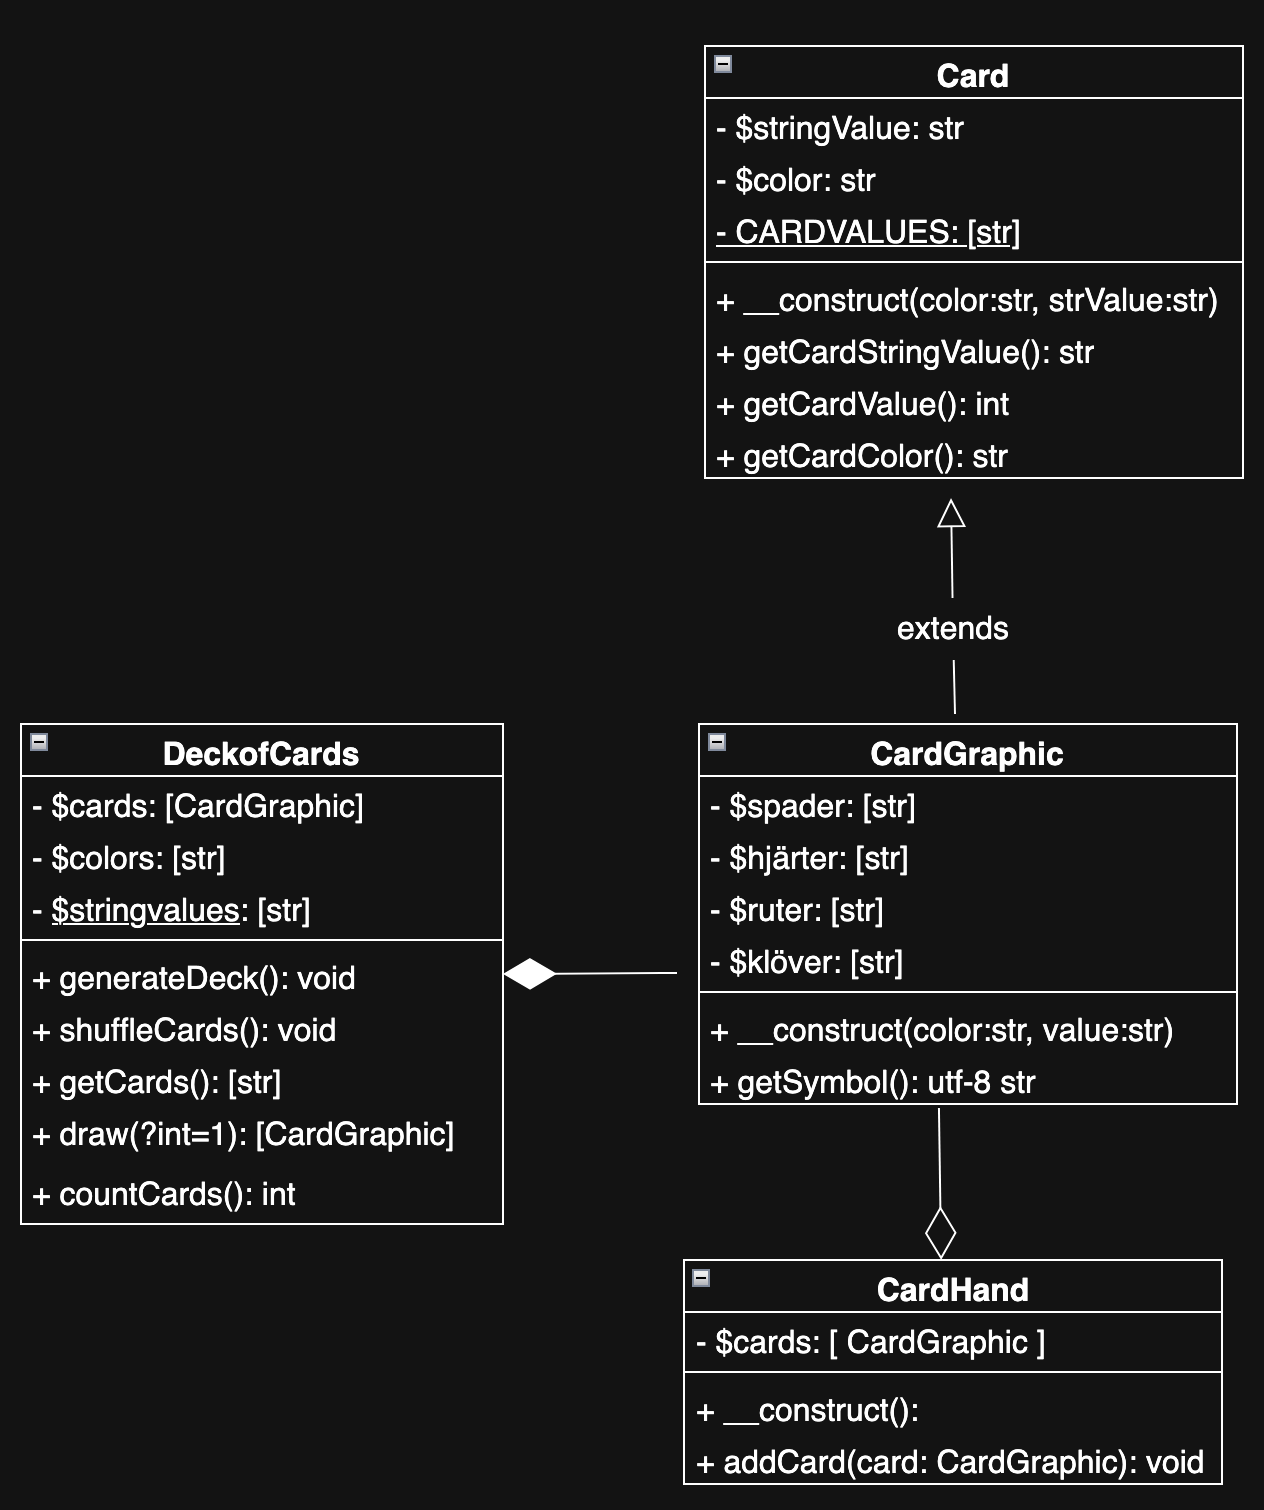 Card
- $stringValue: str
- $color: str
- CARDVALUES: [str]
+ __construct(color:str, strValue:str)
+ getCardStringValue(): str
+ getCardValue(): int
+ getCardColor(): str
extends
DeckofCards
- $cards: [CardGraphic]
- $colors: [str]
- $stringvalues: [str]
+ generateDeck(): void
+ shuffleCards(): void
+ getCards(): [str]
+ draw(?int=1): [CardGraphic]
+ countCards(): int
CardGraphic
- $spader: [str]
- $hjärter: [str]
- $ruter: [str]
- $klöver: [str]
+ __construct(color:str, value:str)
+ getSymbol(): utf-8 str
CardHand
- $cards: [ CardGraphic ]
+ __construct():
+ addCard(card: CardGraphic): void